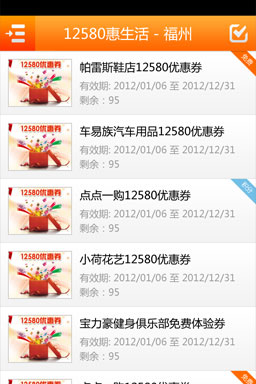 12580惠生活 - 福州
免费
12580优惠券
帕雷斯鞋店12580优惠券
有效期: 2012/01/06 至 2012/12/31
剩余：95
免费
12580优惠券
车易族汽车用品12580优惠券
有效期: 2012/01/06 至 2012/12/31
剩余：95
积分
12580优惠券
点点一购12580优惠券
有效期: 2012/01/06 至 2012/12/31
剩余：95
12580优惠券
小荷花艺12580优惠券
有效期: 2012/01/06 至 2012/12/31
剩余：95
12580优惠券
宝力豪健身俱乐部免费体验券
有效期: 2012/01/06 至 2012/12/31
剩余：95
免费